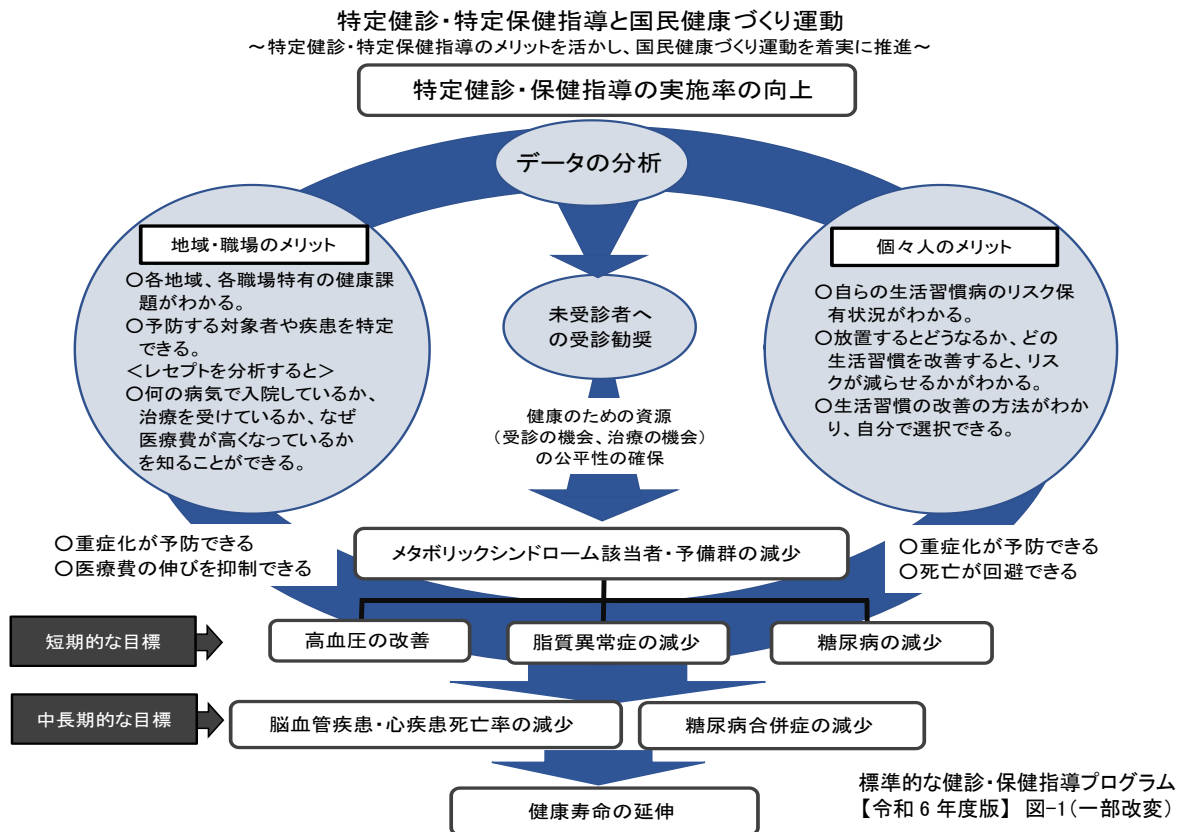 特定健診・特定保健指導と国民健康づくり運動
～特定健診・特定保健指導のメリットを活かし、国民健康づくり運動を着実に推進～
特定健診・保健指導の実施率の向上
データの分析
地域・職場のメリット
〇各地域、各職場特有の健康課
題がわかる。
〇予防する対象者や疾患を特定
できる。
＜レセプトを分析すると＞
〇何の病気で入院しているか、
治療を受けているか、なぜ
医療費が高くなっているか
を知ることができる。
未受診者へ
の受診勧奨
個々人のメリット
〇自らの生活習慣病のリスク保
有状況がわかる。
〇放置するとどうなるか、どの
生活習慣を改善すると、リス
クが減らせるかがわかる。
〇生活習慣の改善の方法がわか
り、自分で選択できる。
健康のための資源
（受診の機会、治療の機会）
の公平性の確保
〇重症化が予防できる
〇医療費の伸びを抑制できる
メタボリックシンドローム該当者・予備群の減少
〇重症化が予防できる
〇死亡が回避できる
短期的な目標
高血圧の改善
脂質異常症の減少
糖尿病の減少
中長期的な目標
脳血管疾患・心疾患死亡率の減少
糖尿病合併症の減少
健康寿命の延伸
標準的な健診・保健指導プログラム
【令和６年度版】 図-1（一部改変）